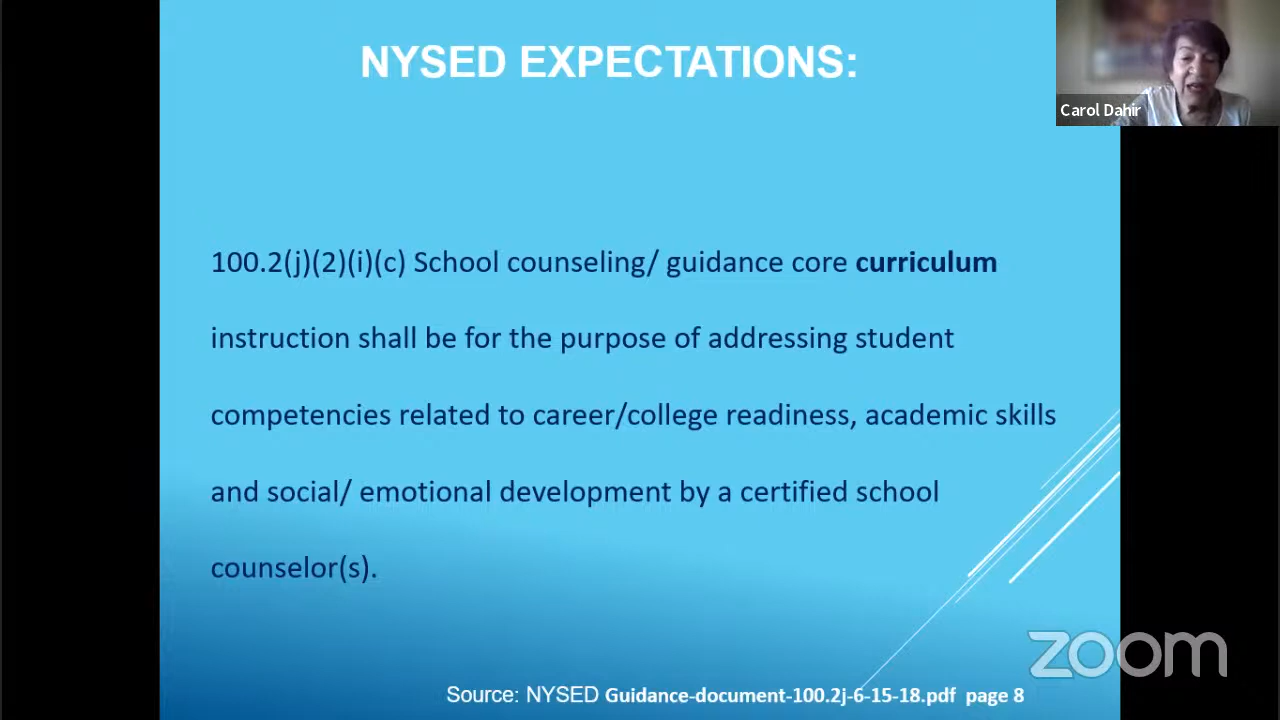 NYSED EXPECTATIONS:
Carol Dahir
100.2(j)(2)(i)(c) School counseling/ guidance core curriculum
instruction shall be for the purpose of addressing student
competencies related to career/college readiness, academic skills
and social/ emotional development by a certified school
counselor(s).
zoom
Source: NYSED Guidance-document-100.2j-6-15-18.pdf page 8